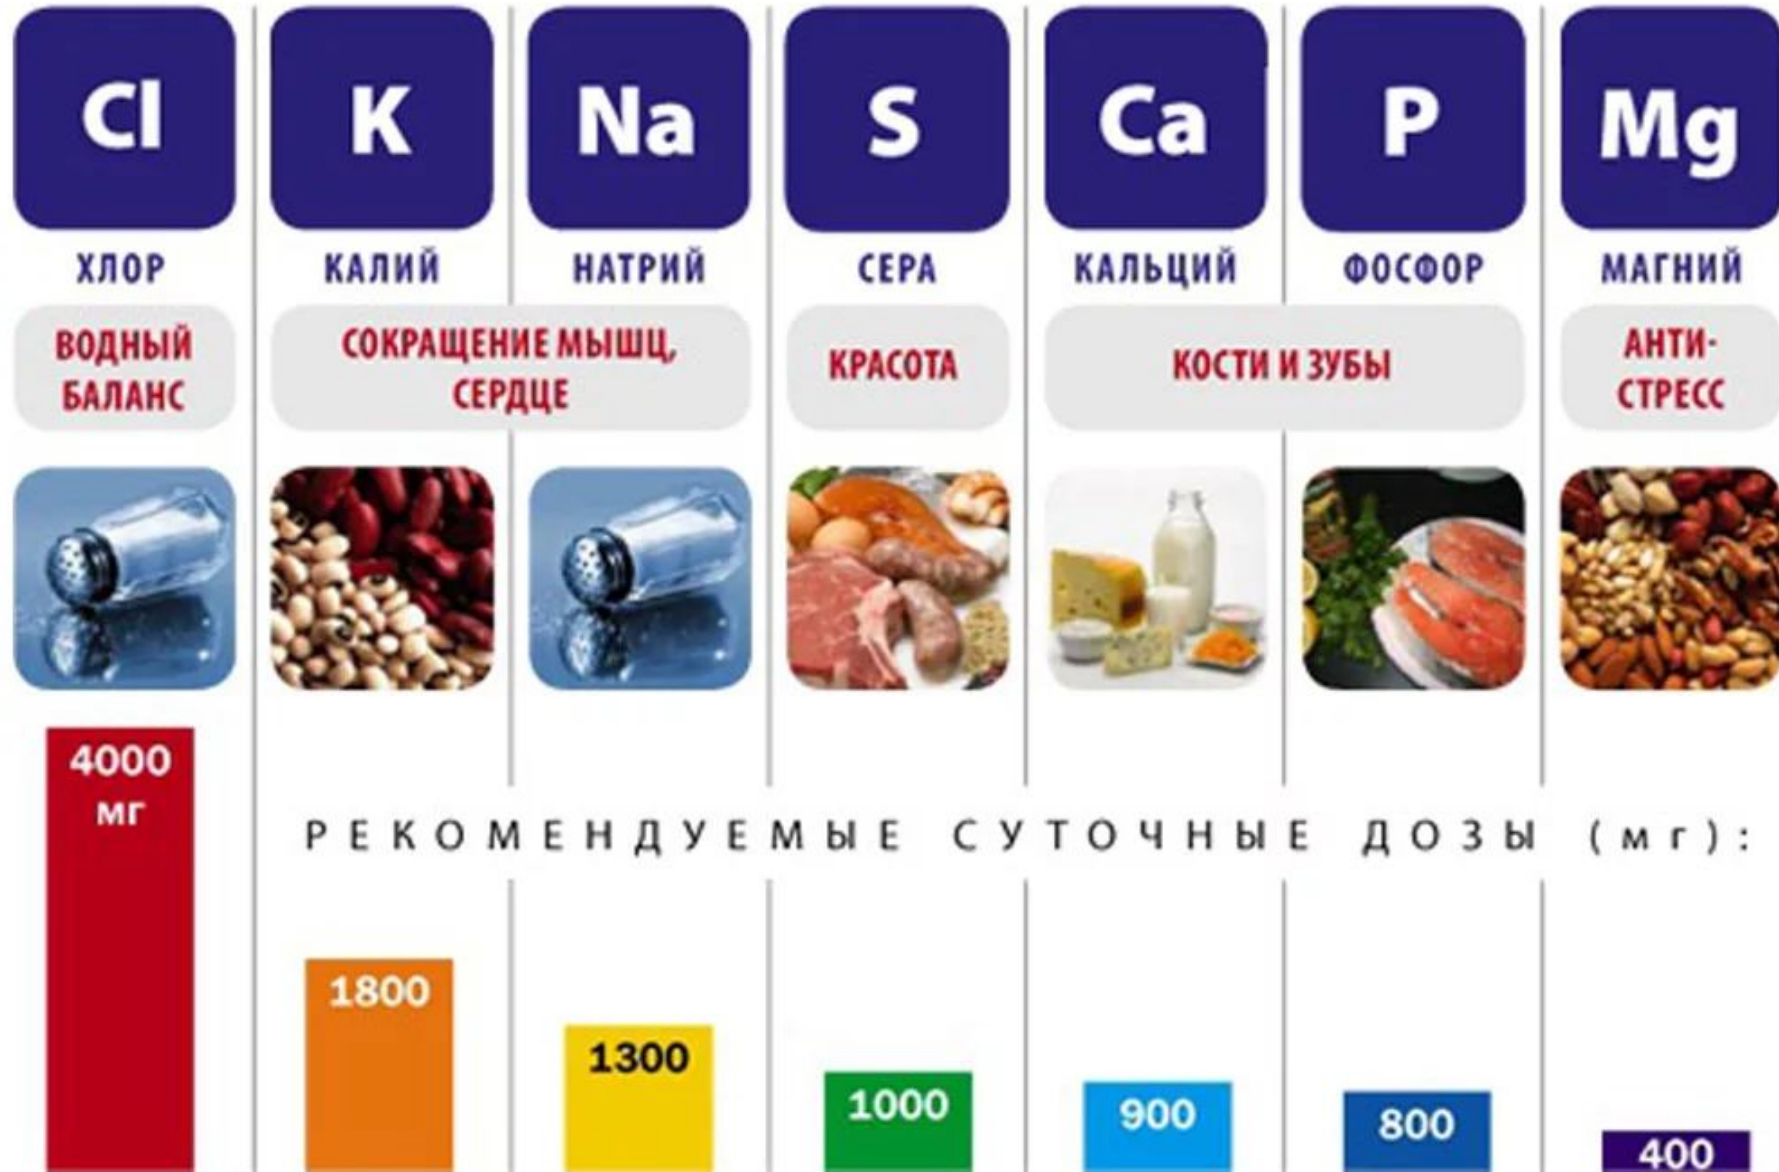 Cl
K
Na
S
Ca
P
Mg
ХЛОР
КАЛИЙ
НАТРИЙ
СЕРА
КАЛЬЦИЙ
ФОСФОР
МАГНИЙ
ВОДНЫЙ
БАЛАНС
СОКРАЩЕНИЕ МЫШЦ,
СЕРДЦЕ
КРАСОТА
КОСТИ И ЗУБЫ
АНТИ-
СТРЕСС
4000
мг
РЕКОМЕНДУЕМЫЕ СУТОЧНЫЕ ДОЗЫ (мг):
1800
1300
1000
900
800
400